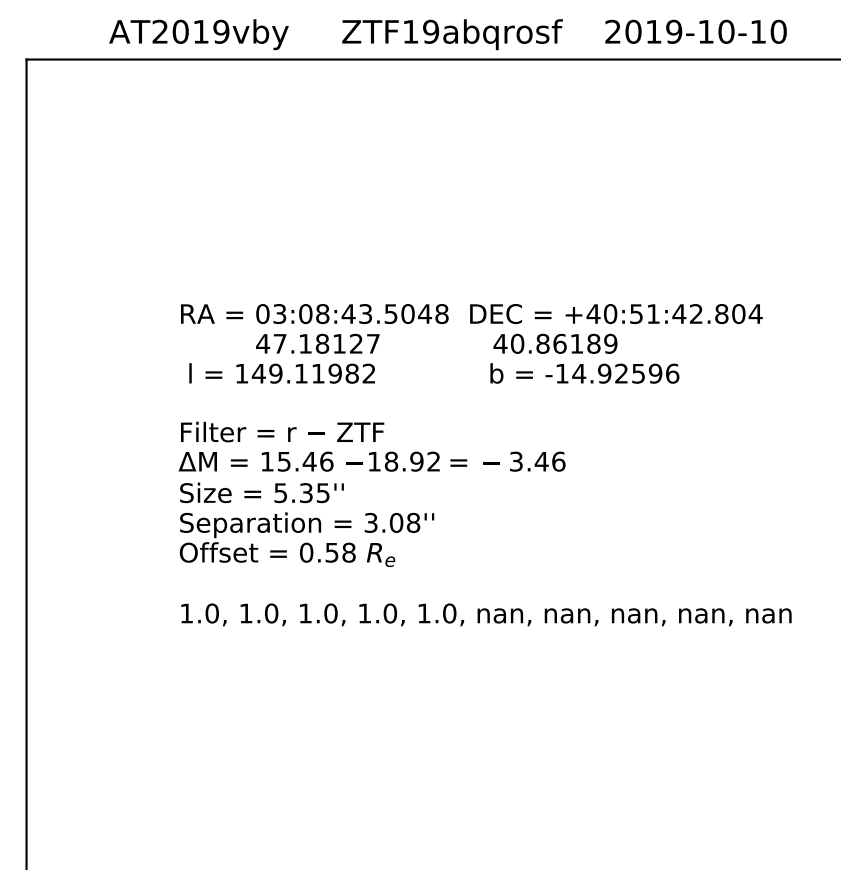 AT2019vby ZTF19abqrosf 2019-10-10
RA = 03:08:43.5048 DEC = +40:51:42.804
47.18127 40.86189
l = 149.11982 b = -14.92596
Filter = r − ZTF
ΔM = 15.46 −18.92 = − 3.46
Size = 5.35''
Separation = 3.08''
Offset = 0.58 Re
1.0, 1.0, 1.0, 1.0, 1.0, nan, nan, nan, nan, nan